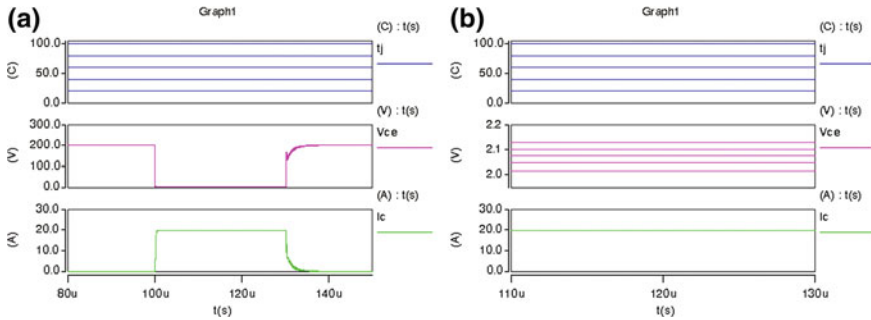 (a)
Graph1
(C) : t(s)
tj
100.0
50.0
0.0
(C)
(V) : t(s)
Vce
300.0
200.0
100.0
0.0
(V)
(A) : t(s)
Ic
30.0
20.0
10.0
0.0
(A)
80u
100u
120u
140u
t(s)
(b)
Graph1
(C) : t(s)
tj
100.0
50.0
0.0
(C)
(V) : t(s)
Vce
2.2
2.1
2.0
(V)
(A) : t(s)
Ic
30.0
20.0
10.0
0.0
(A)
110u
120u
130u
t(s)